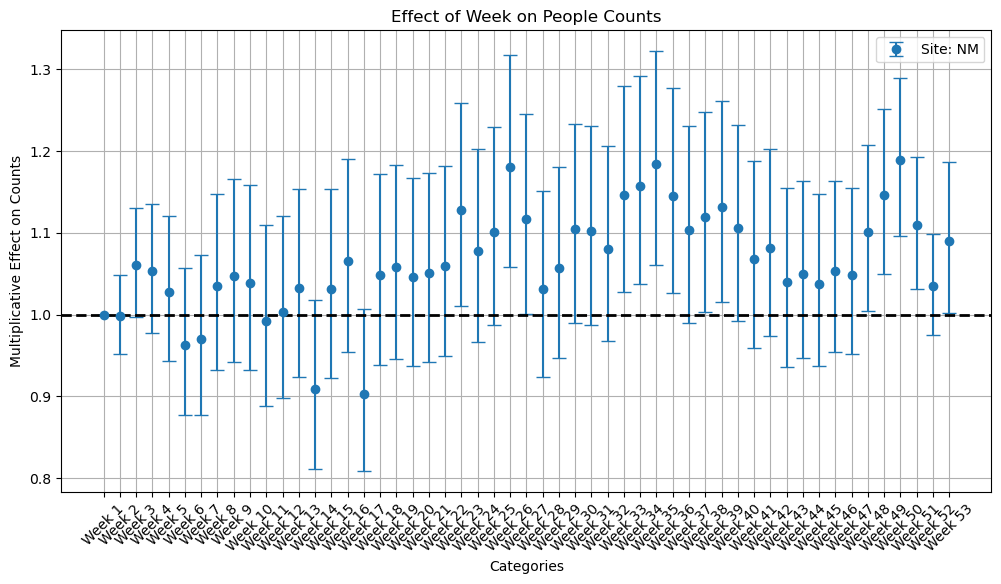 Effect of Week on People Counts
Site: NM
Multiplicative Effect on Counts
1.3
1.2
1.1
1.0
0.9
0.8
Week 1
Week 2
Week 3
Week 4
Week 5
Week 6
Week 7
Week 8
Week 9
Week 10
Week 11
Week 12
Week 13
Week 14
Week 15
Week 16
Week 17
Week 18
Week 19
Week 20
Week 21
Week 22
Week 23
Week 24
Week 25
Week 26
Week 27
Week 28
Week 29
Week 30
Week 31
Week 32
Week 33
Week 34
Week 35
Week 36
Week 37
Week 38
Week 39
Week 40
Week 41
Week 42
Week 43
Week 44
Week 45
Week 46
Week 47
Week 48
Week 49
Week 50
Week 51
Week 52
Week 53
Categories